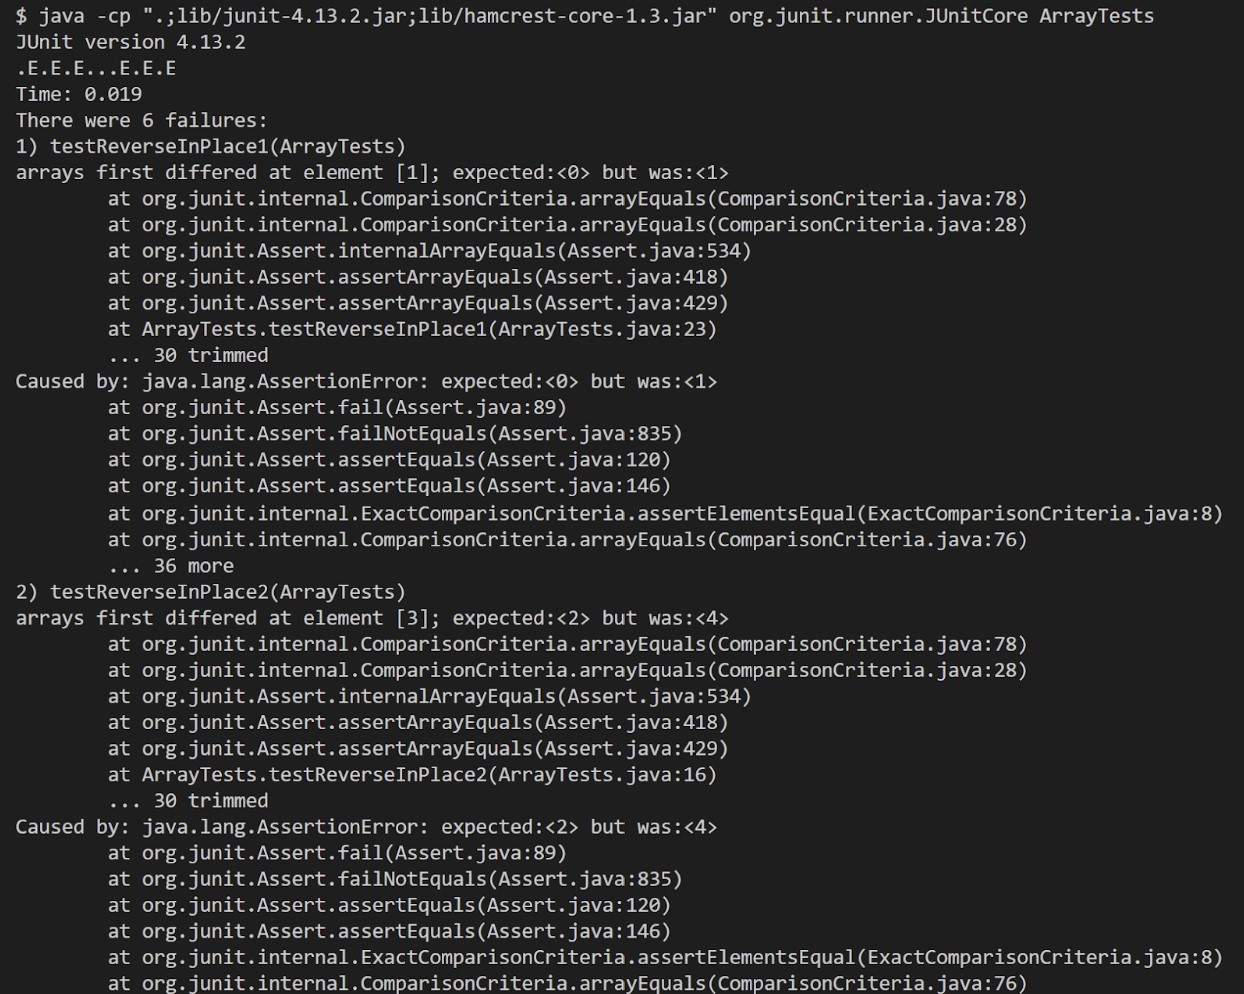 $ java -cp ".;lib/junit-4.13.2.jar;lib/hamcrest-core-1.3.jar" org.junit.runner.JUnitCore ArrayTests
JUnit version 4.13.2
.E.E.E...E.E.E
Time: 0.019
There were 6 failures:
1) testReverseInPlace1(ArrayTests)
arrays first differed at element [1]; expected:<0> but was:<1>
        at org.junit.internal.ComparisonCriteria.arrayEquals(ComparisonCriteria.java:78)
        at org.junit.internal.ComparisonCriteria.arrayEquals(ComparisonCriteria.java:28)
        at org.junit.Assert.internalArrayEquals(Assert.java:534)
        at org.junit.Assert.assertArrayEquals(Assert.java:418)
        at org.junit.Assert.assertArrayEquals(Assert.java:429)
        at ArrayTests.testReverseInPlace1(ArrayTests.java:23)
        ... 30 trimmed
Caused by: java.lang.AssertionError: expected:<0> but was:<1>
        at org.junit.Assert.fail(Assert.java:89)
        at org.junit.Assert.failNotEquals(Assert.java:835)
        at org.junit.Assert.assertEquals(Assert.java:120)
        at org.junit.Assert.assertEquals(Assert.java:146)
        at org.junit.internal.ExactComparisonCriteria.assertElementsEqual(ExactComparisonCriteria.java:8)
        at org.junit.internal.ComparisonCriteria.arrayEquals(ComparisonCriteria.java:76)
        ... 36 more
2) testReverseInPlace2(ArrayTests)
arrays first differed at element [3]; expected:<2> but was:<4>
        at org.junit.internal.ComparisonCriteria.arrayEquals(ComparisonCriteria.java:78)
        at org.junit.internal.ComparisonCriteria.arrayEquals(ComparisonCriteria.java:28)
        at org.junit.Assert.internalArrayEquals(Assert.java:534)
        at org.junit.Assert.assertArrayEquals(Assert.java:418)
        at org.junit.Assert.assertArrayEquals(Assert.java:429)
        at ArrayTests.testReverseInPlace2(ArrayTests.java:16)
        ... 30 trimmed
Caused by: java.lang.AssertionError: expected:<2> but was:<4>
        at org.junit.Assert.fail(Assert.java:89)
        at org.junit.Assert.failNotEquals(Assert.java:835)
        at org.junit.Assert.assertEquals(Assert.java:120)
        at org.junit.Assert.assertEquals(Assert.java:146)
        at org.junit.internal.ExactComparisonCriteria.assertElementsEqual(ExactComparisonCriteria.java:8)
        at org.junit.internal.ComparisonCriteria.arrayEquals(ComparisonCriteria.java:76)